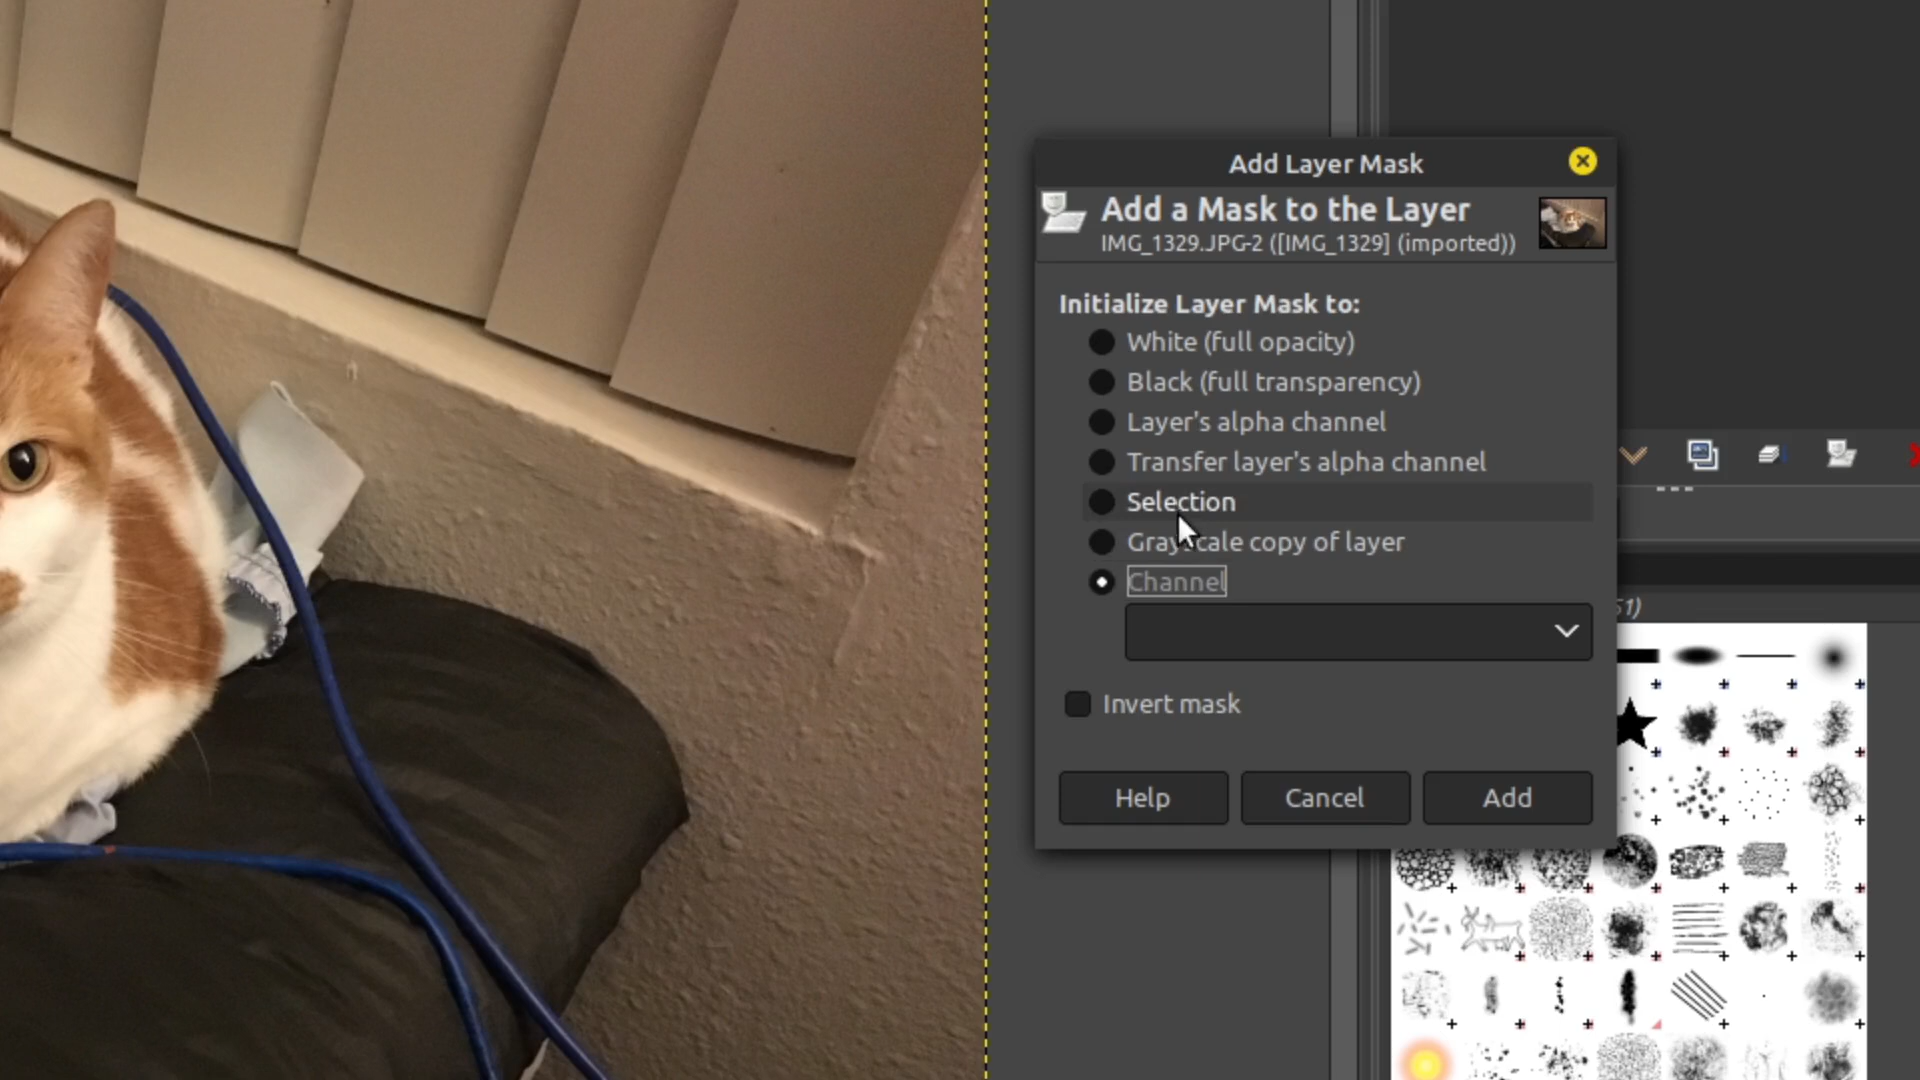 Add Layer Mask
Add a Mask to the Layer
IMG_1329.JPG-2 ([IMG_1329] (imported))
Initialize Layer Mask to:
White (full opacity)
Black (full transparency)
Layer's alpha channel
Transfer layer's alpha channel
Selection
Grayscale copy of layer
Channel
51)
Invert mask
Help
Cancel
Add